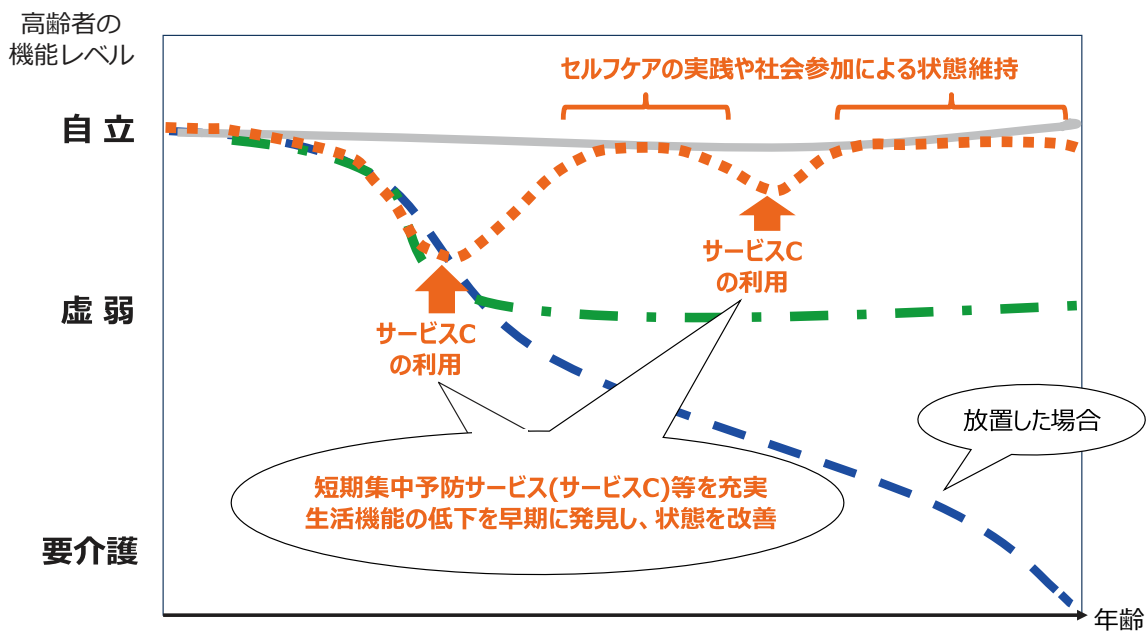 高齢者の
機能レベル
セルフケアの実践や社会参加による状態維持
自 立
サービスC
の利用
虚 弱
サービスC
の利用
放置した場合
短期集中予防サービス(サービスC)等を充実
生活機能の低下を早期に発見し、状態を改善
要介護
年齢